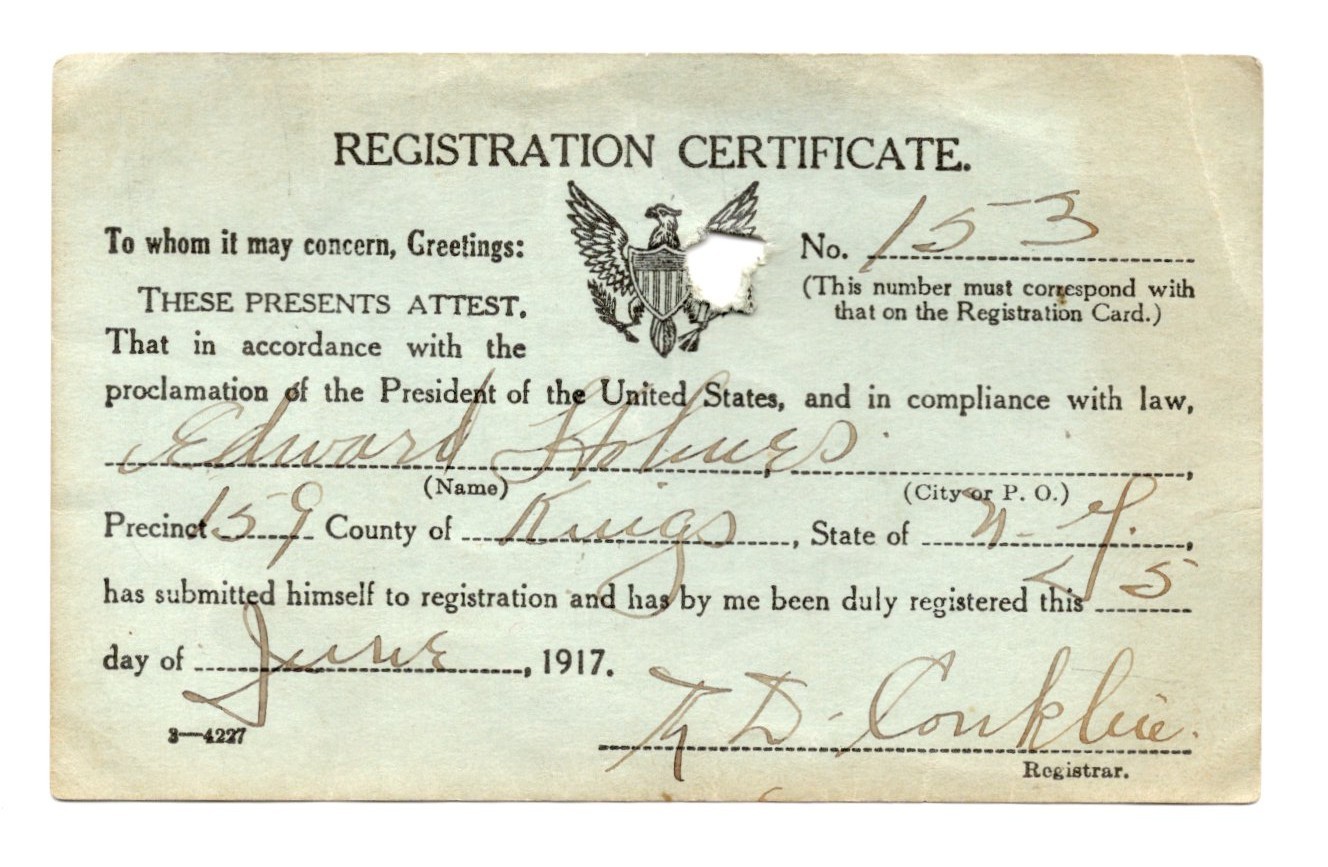 REGISTRATION CERTIFICATE.
To whom it may concern, Greetings:
No. 153
(This number must correspond with
that on the Registration Card.)
THESE PRESENTS ATTEST.
That in accordance with the
proclamation of the President of the United States, and in compliance with law,
Edward Holmes.,
(Name) (City or P. O.)
Precinct 159 County of Kings, State of N. Y.,
has submitted himself to registration and has by me been duly registered this 5
day of June, 1917.
D. Conklin.
3—4227
Registrar.